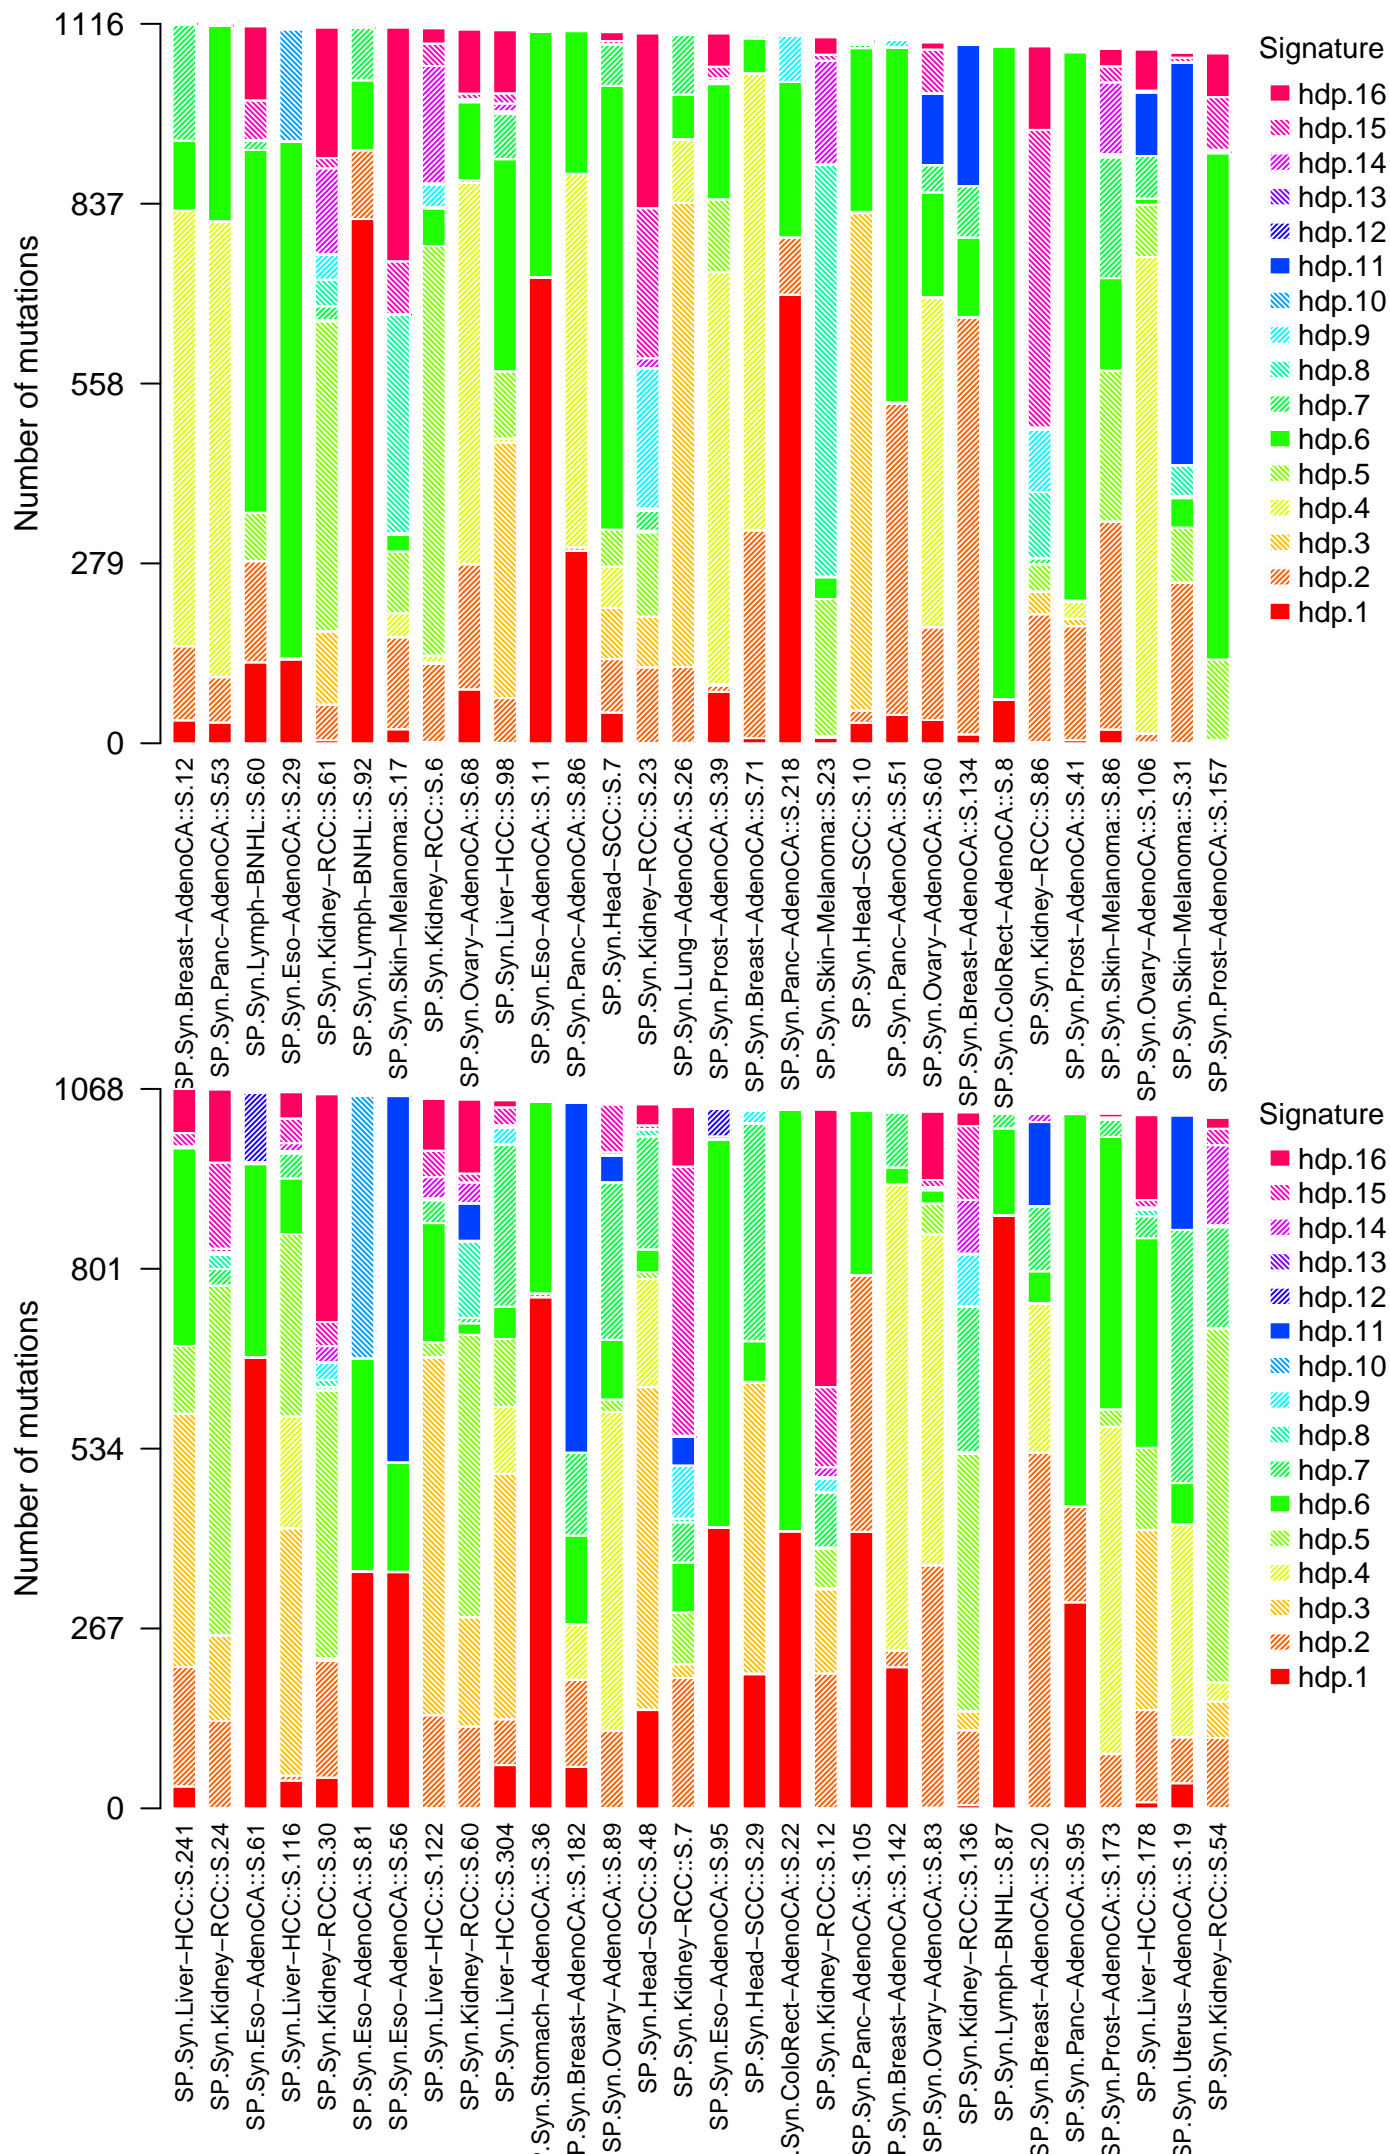 Number of mutations
1116
837
558
279
0
Signature
hdp.16
hdp.15
hdp.14
hdp.13
hdp.12
hdp.11
hdp.10
hdp.9
hdp.8
hdp.7
hdp.6
hdp.5
hdp.4
hdp.3
hdp.2
hdp.1
SP.Syn.Breast−AdenoCA::S.12
SP.Syn.Panc−AdenoCA::S.53
SP.Syn.Lymph−BNHL::S.60
SP.Syn.Eso−AdenoCA::S.29
SP.Syn.Kidney−RCC::S.61
SP.Syn.Lymph−BNHL::S.92
SP.Syn.Skin−Melanoma::S.17
SP.Syn.Kidney−RCC::S.6
SP.Syn.Ovary−AdenoCA::S.68
SP.Syn.Liver−HCC::S.98
SP.Syn.Eso−AdenoCA::S.11
SP.Syn.Panc−AdenoCA::S.86
SP.Syn.Head−SCC::S.7
SP.Syn.Kidney−RCC::S.23
SP.Syn.Lung−AdenoCA::S.26
SP.Syn.Prost−AdenoCA::S.39
SP.Syn.Breast−AdenoCA::S.71
SP.Syn.Panc−AdenoCA::S.218
SP.Syn.Skin−Melanoma::S.23
SP.Syn.Head−SCC::S.10
SP.Syn.Panc−AdenoCA::S.51
SP.Syn.Ovary−AdenoCA::S.60
SP.Syn.Breast−AdenoCA::S.134
SP.Syn.ColoRect−AdenoCA::S.8
SP.Syn.Kidney−RCC::S.86
SP.Syn.Prost−AdenoCA::S.41
SP.Syn.Skin−Melanoma::S.86
SP.Syn.Ovary−AdenoCA::S.106
SP.Syn.Skin−Melanoma::S.31
SP.Syn.Prost−AdenoCA::S.157
Number of mutations
1068
801
534
267
0
Signature
hdp.16
hdp.15
hdp.14
hdp.13
hdp.12
hdp.11
hdp.10
hdp.9
hdp.8
hdp.7
hdp.6
hdp.5
hdp.4
hdp.3
hdp.2
hdp.1
SP.Syn.Liver−HCC::S.241
SP.Syn.Kidney−RCC::S.24
SP.Syn.Eso−AdenoCA::S.61
SP.Syn.Liver−HCC::S.116
SP.Syn.Kidney−RCC::S.30
SP.Syn.Eso−AdenoCA::S.81
SP.Syn.Eso−AdenoCA::S.56
SP.Syn.Liver−HCC::S.122
SP.Syn.Kidney−RCC::S.60
SP.Syn.Liver−HCC::S.304
P.Syn.Stomach−AdenoCA::S.36
SP.Syn.Breast−AdenoCA::S.182
SP.Syn.Ovary−AdenoCA::S.89
SP.Syn.Head−SCC::S.48
SP.Syn.Kidney−RCC::S.7
SP.Syn.Eso−AdenoCA::S.95
SP.Syn.Head−SCC::S.29
.Syn.ColoRect−AdenoCA::S.22
SP.Syn.Kidney−RCC::S.12
SP.Syn.Panc−AdenoCA::S.105
SP.Syn.Breast−AdenoCA::S.142
SP.Syn.Ovary−AdenoCA::S.83
SP.Syn.Kidney−RCC::S.136
SP.Syn.Lymph−BNHL::S.87
SP.Syn.Breast−AdenoCA::S.20
SP.Syn.Panc−AdenoCA::S.95
SP.Syn.Prost−AdenoCA::S.173
SP.Syn.Liver−HCC::S.178
SP.Syn.Uterus−AdenoCA::S.119
SP.Syn.Kidney−RCC::S.54